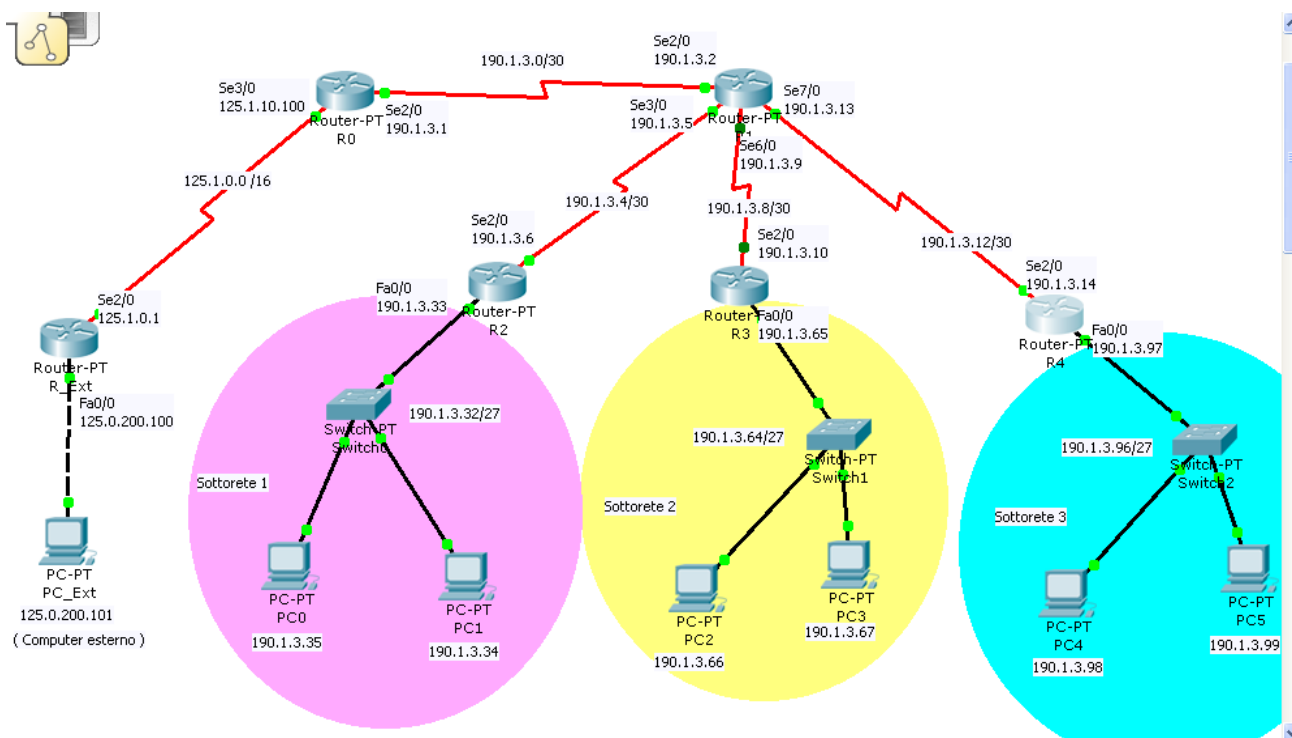 190.1.3.0/30
Se2/0
190.1.3.2
Se3/0
125.1.10.100
Router-PT
R0
Se2/0
190.1.3.1
Se3/0
190.1.3.5
Router-PT
Se7/0
190.1.3.13
Se6/0
190.1.3.9
125.1.0.0 /16
190.1.3.4/30
190.1.3.8/30
190.1.3.12/30
Se2/0
190.1.3.6
Se2/0
190.1.3.10
Se2/0
190.1.3.14
Se2/0
125.1.0.1
Router-PT
R_Ext
Fa0/0
125.0.200.100
Fa0/0
190.1.3.33
Router-PT
R2
Router-
R3
Fa0/0
190.1.3.65
Router-PT
R4
Fa0/0
190.1.3.97
190.1.3.32/27
Switch-PT
Switch0
190.1.3.64/27
Switch-PT
Switch1
190.1.3.96/27
Switch-PT
Switch2
Sottorete 1
Sottorete 2
Sottorete 3
PC-PT
PC_Ext
125.0.200.101
( Computer esterno )
PC-PT
PC0
190.1.3.35
PC-PT
PC1
190.1.3.34
PC-PT
PC2
190.1.3.66
PC-PT
PC3
190.1.3.67
PC-PT
PC4
190.1.3.98
PC-PT
PC5
190.1.3.99